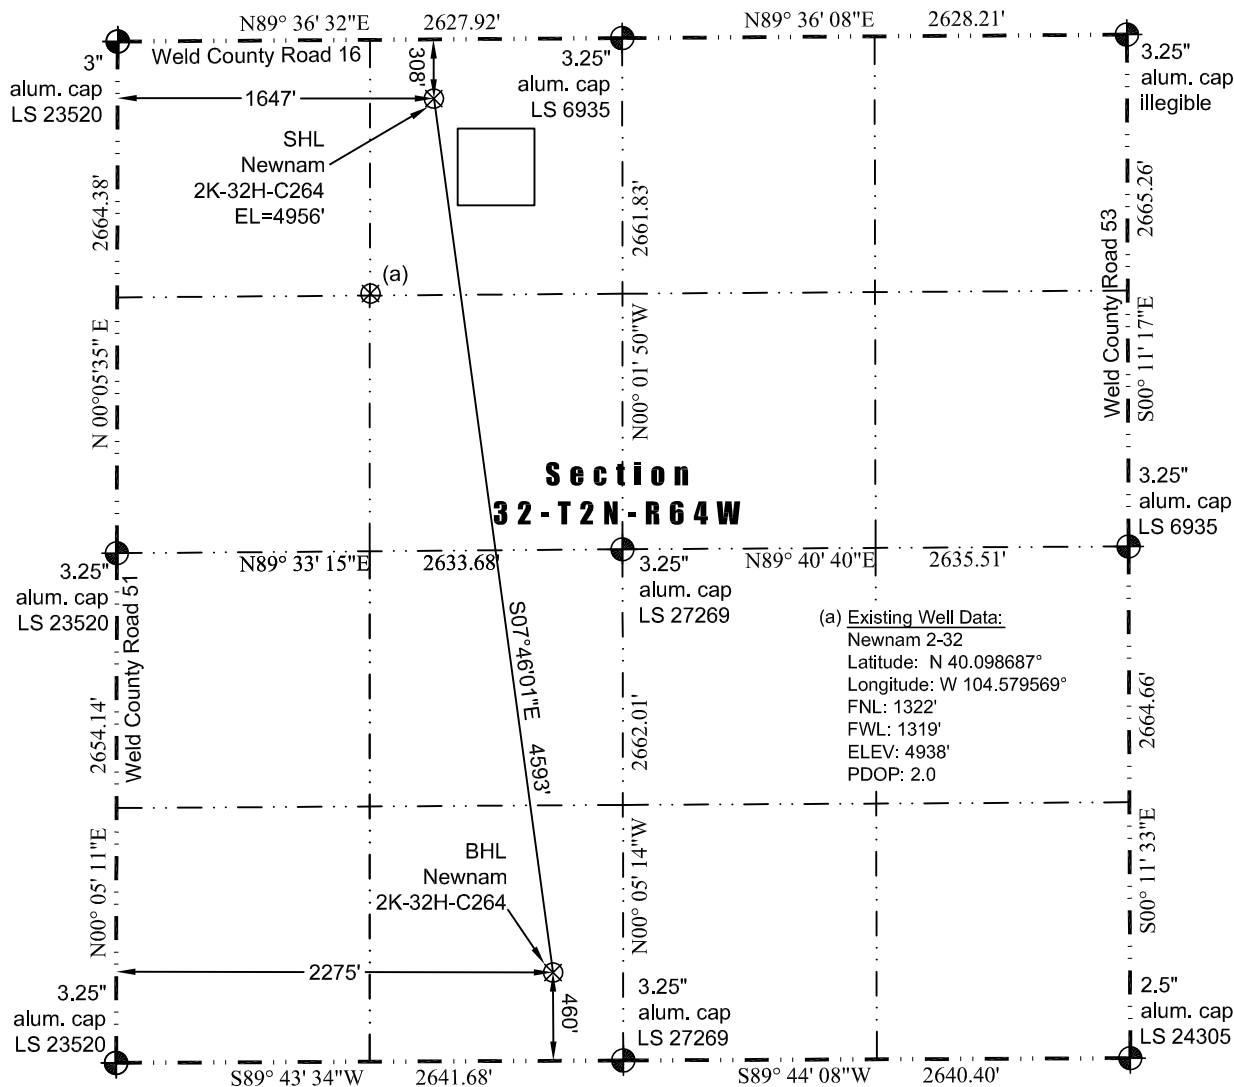 N89° 36' 32"E 2627.92'
N89° 36' 08"E 2628.21'
Weld County Road 16
3"
alum. cap
LS 23520
308'
3.25"
alum. cap
LS 6935
3.25"
alum. cap
illegible
1647'
SHL
Newnam
2K-32H-C264
EL=4956'
2664.38'
2661.83'
2665.26'
Weld County Road 53
(a)
N 00°05'35" E
N00° 01' 50"W
S00° 11' 17"E
Section
32-T2N-R64W
3.25"
alum. cap
LS 6935
N89° 33' 15"E 2633.68'
N89° 40' 40"E 2635.51'
3.25"
alum. cap
LS 23520
Weld County Road 51
3.25"
alum. cap
LS 27269
S07°46'01"E 4593'
(a) Existing Well Data:
Newnam 2-32
Latitude: N 40.098687°
Longitude: W 104.579569°
FNL: 1322'
FWL: 1319'
ELEV: 4938'
PDOP: 2.0
2654.14'
2662.01'
2664.66'
N00° 05' 11"E
N00° 05' 14"W
S00° 11' 33"E
BHL
Newnam
2K-32H-C264
2275'
460'
3.25"
alum. cap
LS 23520
3.25"
alum. cap
LS 27269
2.5"
alum. cap
LS 24305
S89° 43' 34"W 2641.68'
S89° 44' 08"W 2640.40'